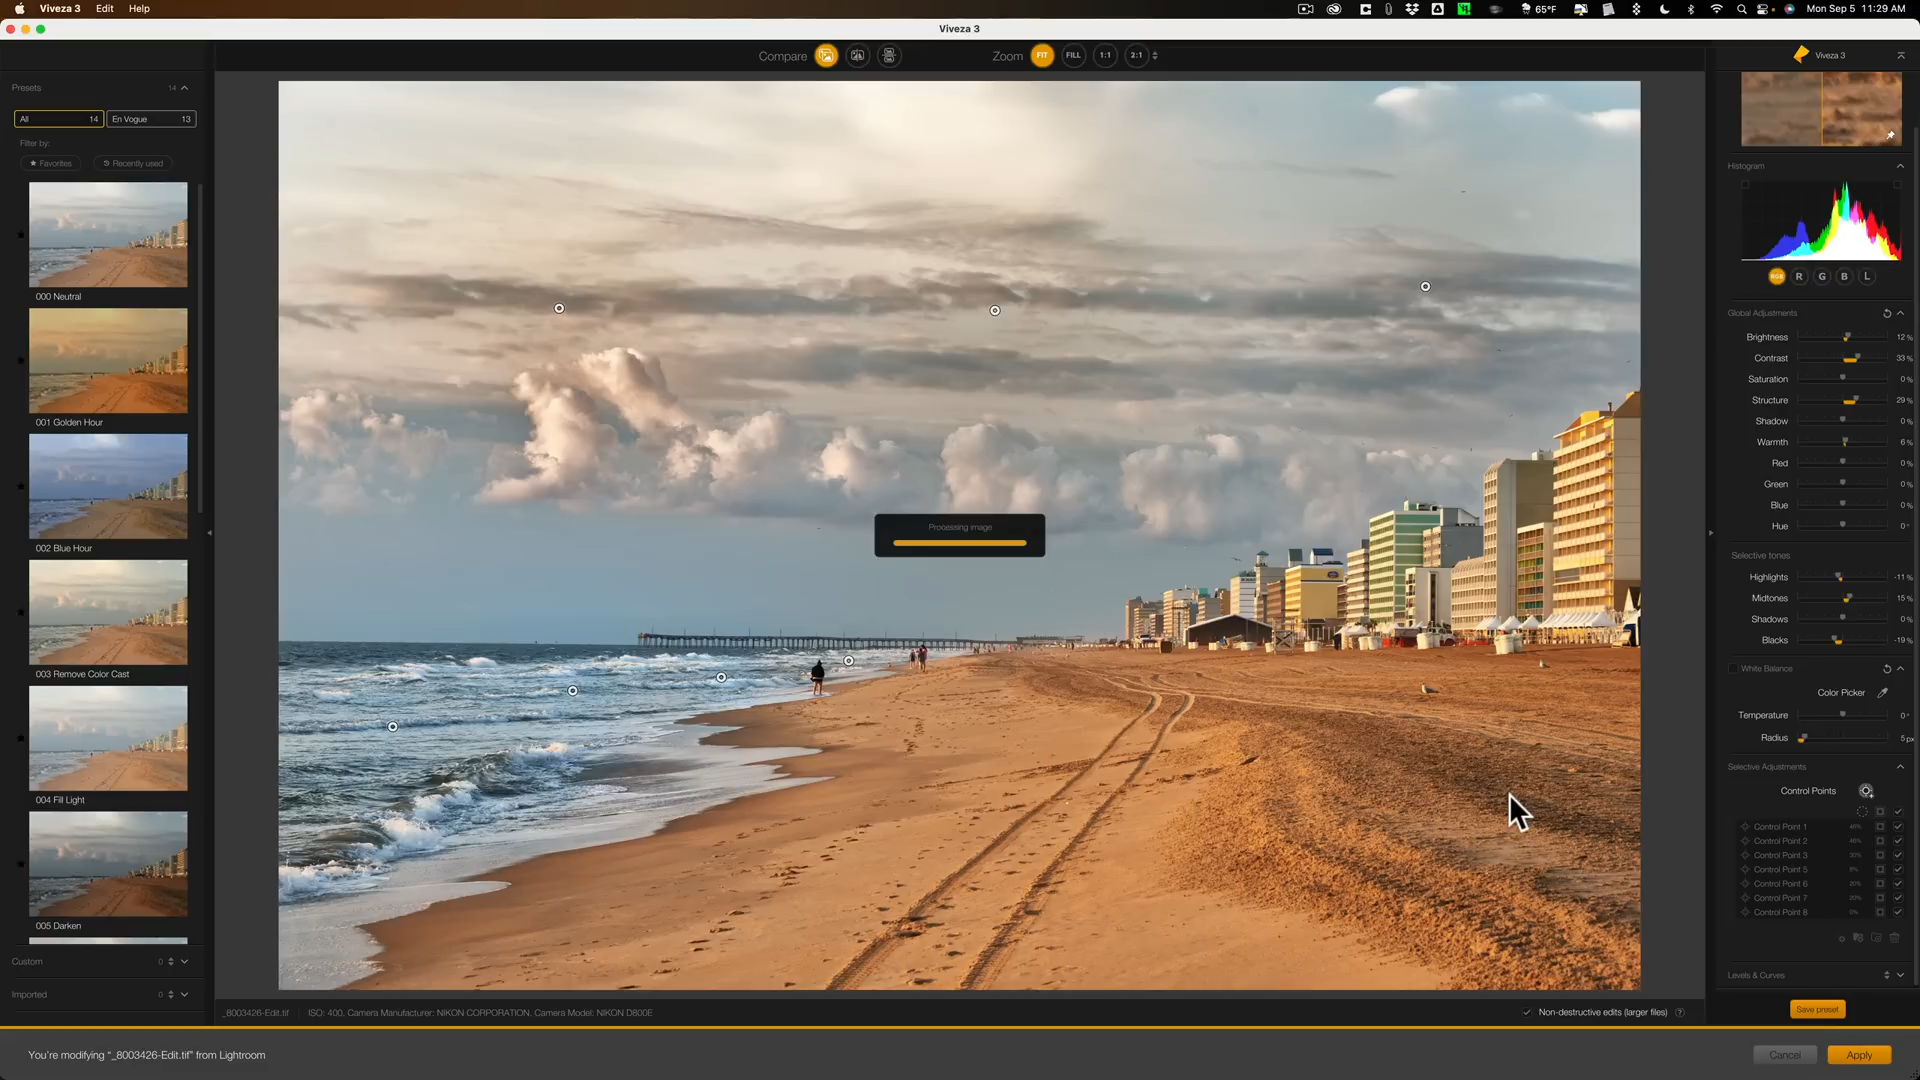 Viveza 3 Edit Help
65°F Mon Sep 5 11:29 AM
Viveza 3
Compare Zoom FIT FILL 1:1 2:1
Viveza 3
Presets 14
All 14 En Vogue 13
Filter by:
Favorites Recently used
000 Neutral
001 Golden Hour
002 Blue Hour
003 Remove Color Cast
004 Fill Light
005 Darken
Custom 0
Imported 0
Processing image
Histogram
RGB R G B L
Global Adjustments
Brightness 12 %
Contrast 33 %
Saturation 0 %
Structure 29 %
Shadow 0 %
Warmth 6 %
Red 0 %
Green 0 %
Blue 0 %
Hue 0 °
Selective tones
Highlights -11 %
Midtones 15 %
Shadows 0 %
Blacks -19 %
White Balance
Color Picker
Temperature 0 °
Radius 5 px
Selective Adjustments
Control Points
Control Point 1
Control Point 2
Control Point 3
Control Point 5
Control Point 6
Control Point 7
Control Point 8
Levels & Curves
Save preset
_8003426-Edit.tif ISO: 400, Camera Manufacturer: NIKON CORPORATION, Camera Model: NIKON D800E
Non-destructive edits (larger files) ?
You're modifying "_8003426-Edit.tif" from Lightroom
Cancel Apply